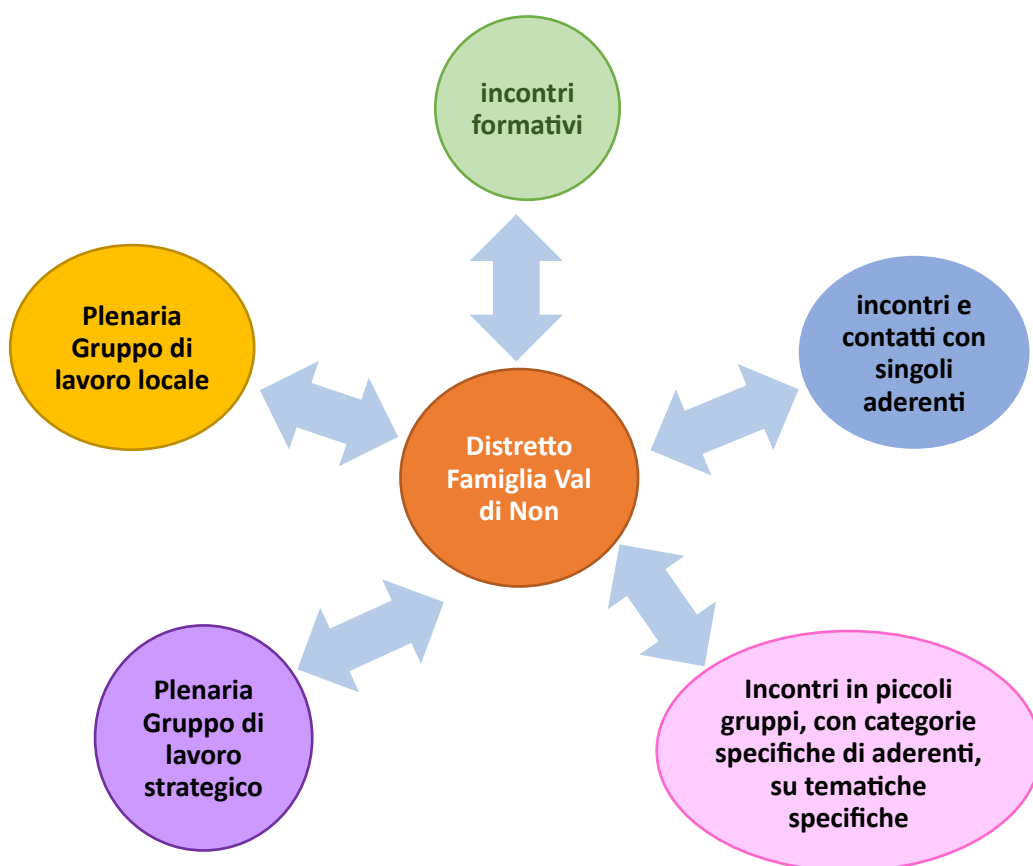 incontri
formativi
Plenaria
Gruppo di
lavoro locale
incontri e
contatti con
singoli
aderenti
Distretto
Famiglia Val
di Non
Plenaria
Gruppo di
lavoro
strategico
Incontri in piccoli
gruppi, con categorie
specifiche di aderenti,
su tematiche
specifiche